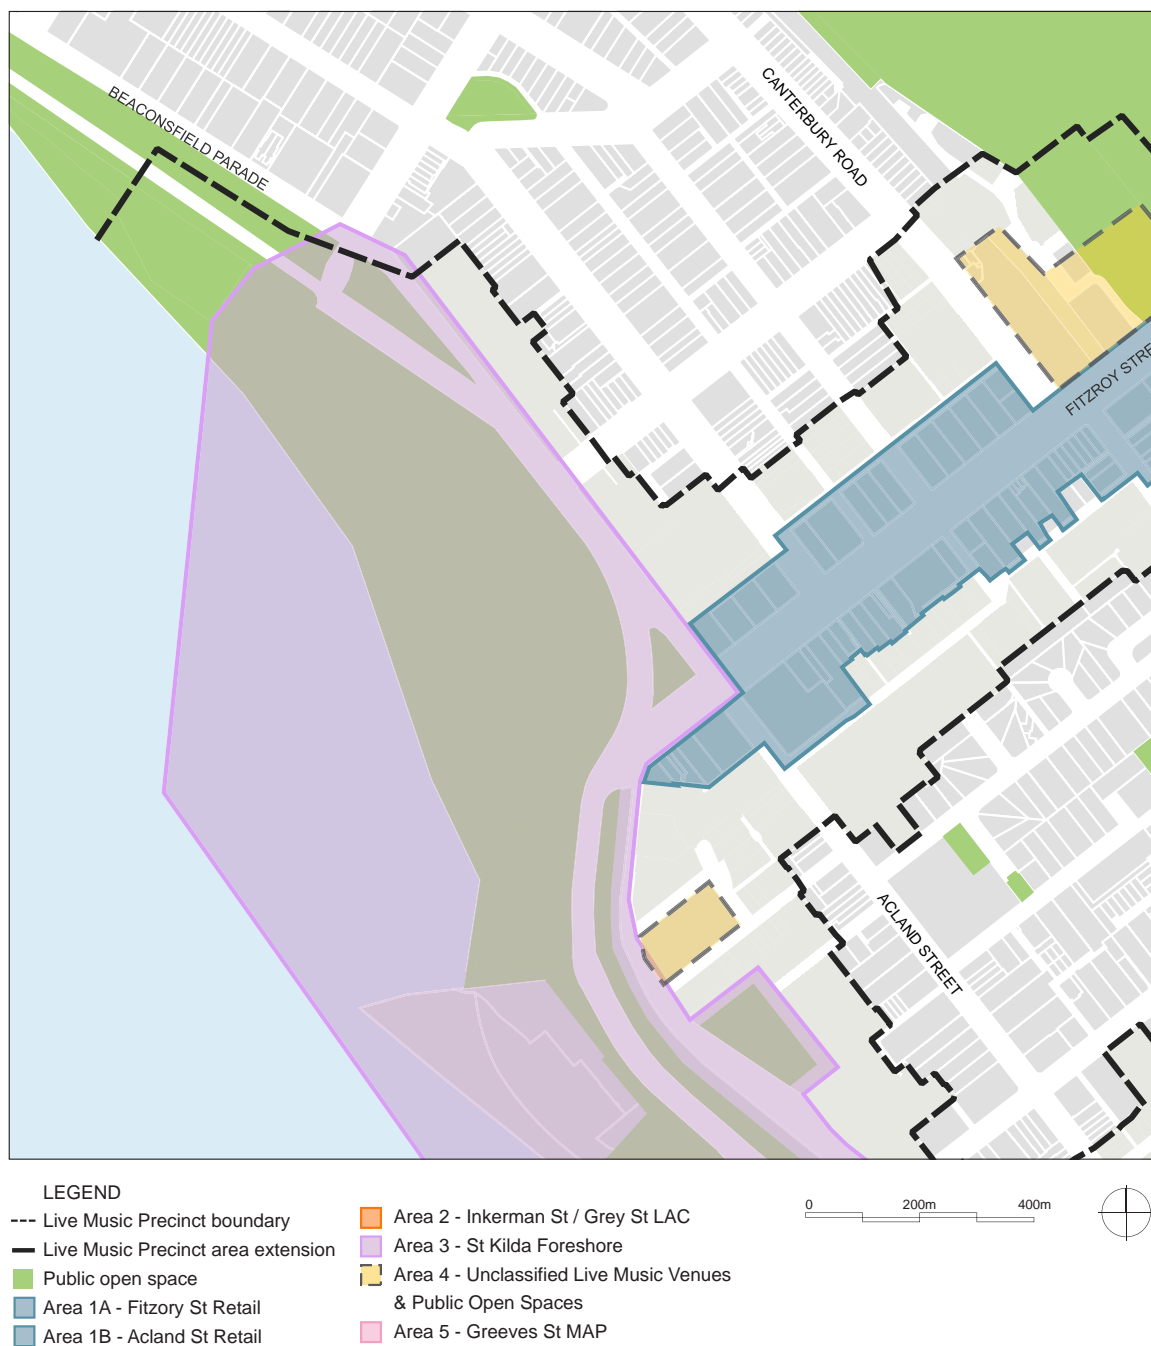 BEACONSFIELD PARADE
CANTERBURY ROAD
FITZROY STRE
ACLAND STREET
LEGEND
Live Music Precinct boundary
Live Music Precinct area extension
Public open space
Area 1A - Fitzory St Retail
Area 1B - Acland St Retail
Area 2 - Inkerman St / Grey St LAC
Area 3 - St Kilda Foreshore
Area 4 - Unclassified Live Music Venues
& Public Open Spaces
Area 5 - Greeves St MAP
0 200m 400m